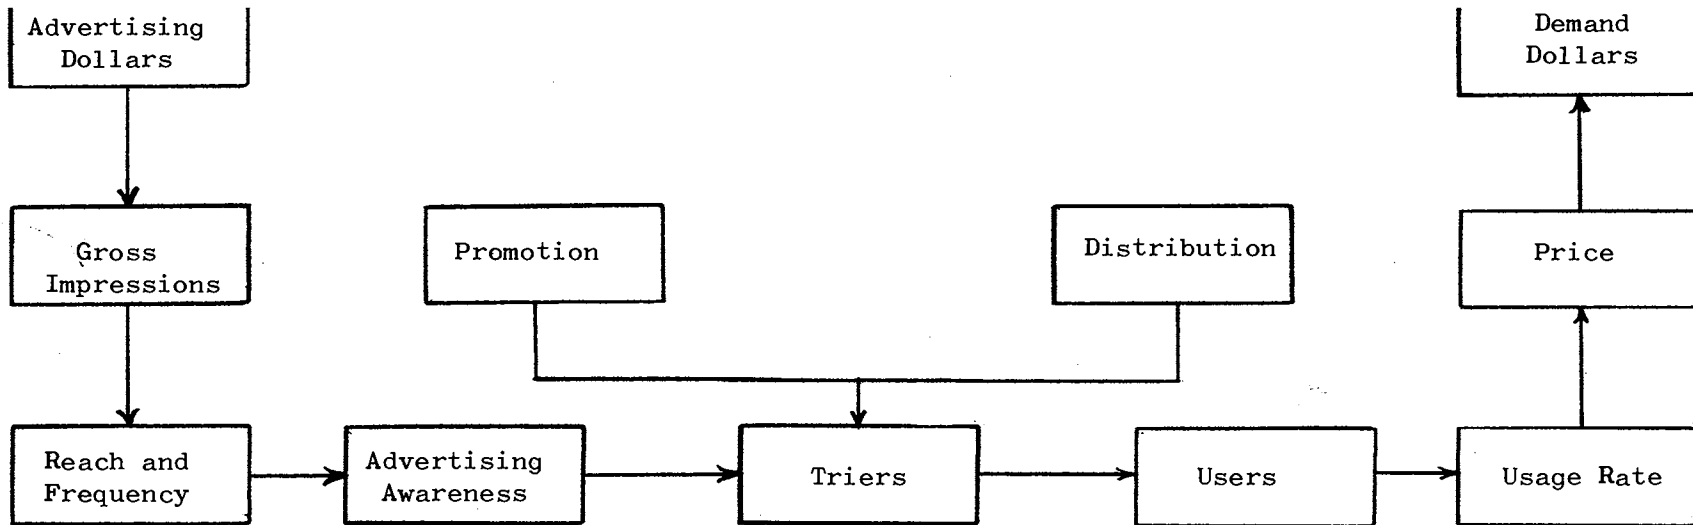 Advertising
Dollars
Demand
Dollars
Gross
Impressions
Promotion
Distribution
Price
Reach and
Frequency
Advertising
Awareness
Triers
Users
Usage Rate